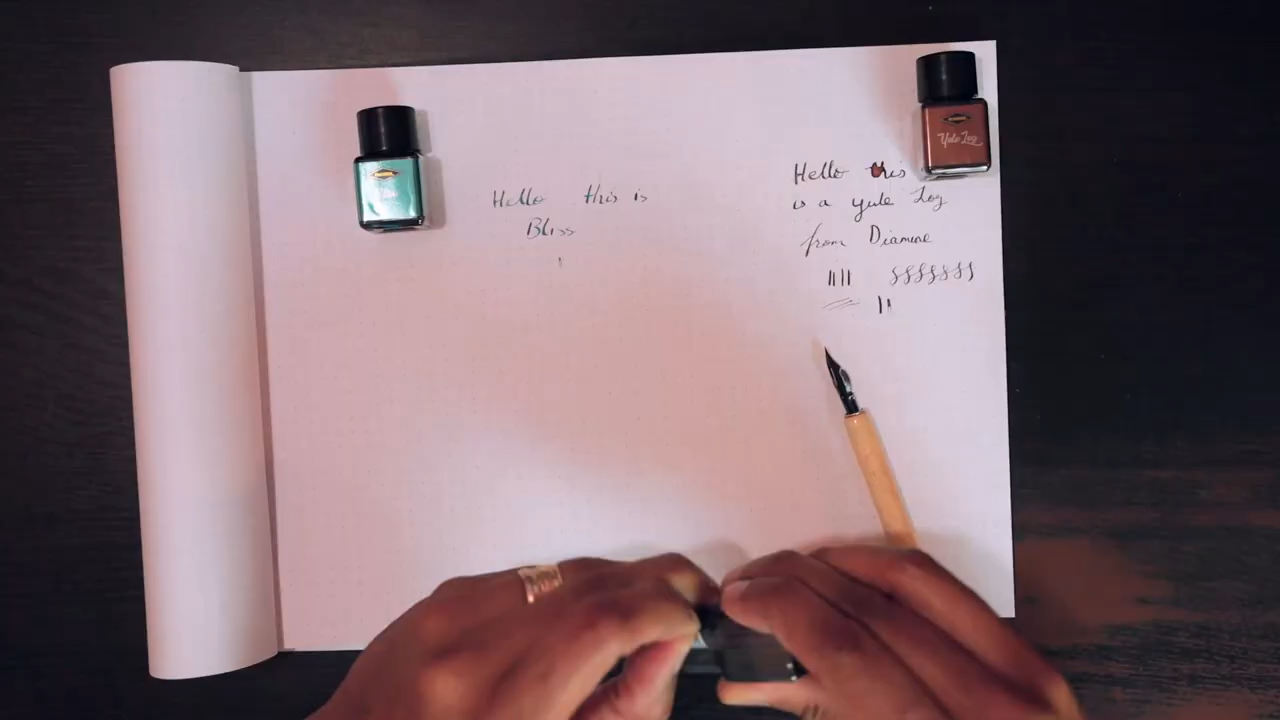 Hello this is
Bliss
Yule Log
Hello this
is a yule Log
from Diamine